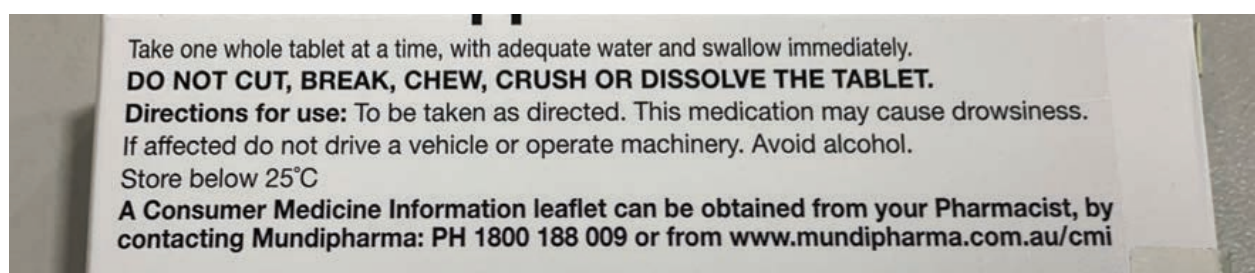 Take one whole tablet at a time, with adequate water and swallow immediately.
DO NOT CUT, BREAK, CHEW, CRUSH OR DISSOLVE THE TABLET.
Directions for use: To be taken as directed. This medication may cause drowsiness.
If affected do not drive a vehicle or operate machinery. Avoid alcohol.
Store below 25°C
A Consumer Medicine Information leaflet can be obtained from your Pharmacist, by
contacting Mundipharma: PH 1800 188 009 or from www.mundipharma.com.au/cmi